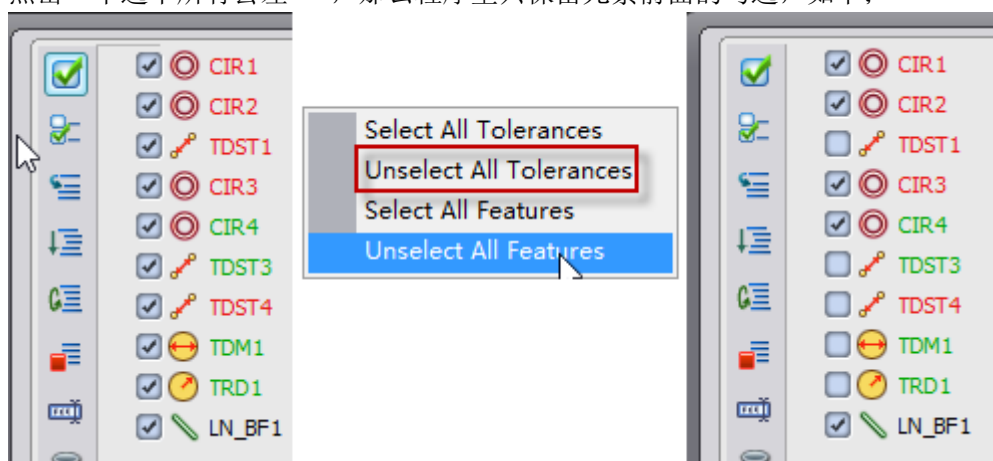 CIR1
CIR2
TDST1
CIR3
CIR4
TDST3
TDST4
TDM1
TRD1
LN_BF1
Select All Tolerances
Unselect All Tolerances
Select All Features
Unselect All Features
CIR1
CIR2
TDST1
CIR3
CIR4
TDST3
TDST4
TDM1
TRD1
LN_BF1